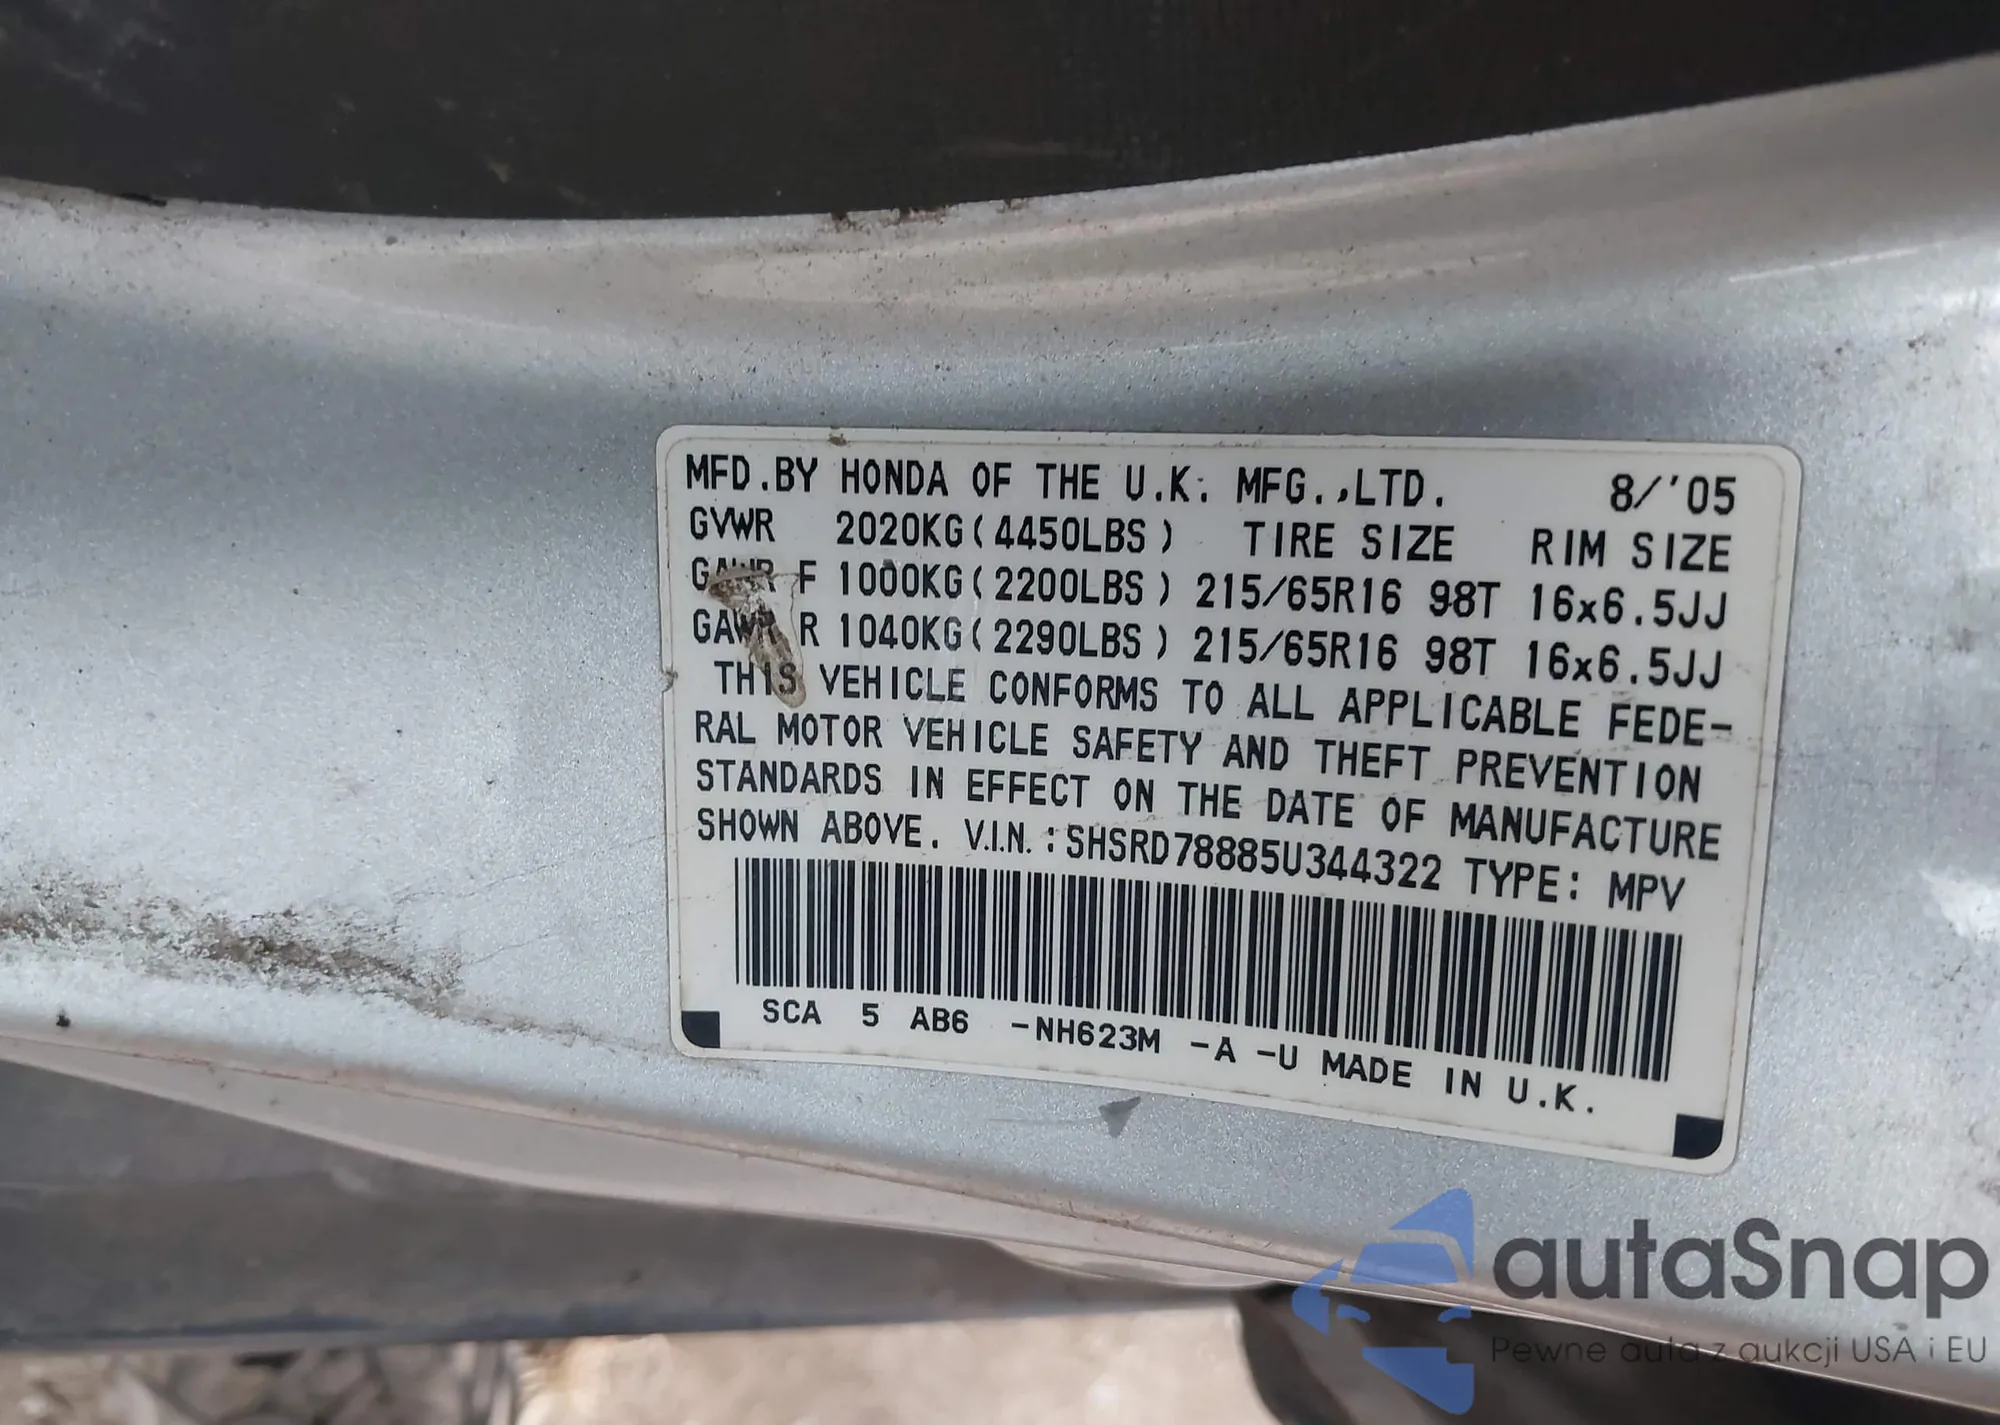 MFD.BY HONDA OF THE U.K. MFG.,LTD. 8/'05
GVWR 2020KG(4450LBS) TIRE SIZE RIM SIZE
GAWR F 1000KG(2200LBS) 215/65R16 98T 16x6.5JJ
GAWR R 1040KG(2290LBS) 215/65R16 98T 16x6.5JJ
THIS VEHICLE CONFORMS TO ALL APPLICABLE FEDE-
RAL MOTOR VEHICLE SAFETY AND THEFT PREVENTION
STANDARDS IN EFFECT ON THE DATE OF MANUFACTURE
SHOWN ABOVE. V.I.N.:SHSRD78885U344322 TYPE: MPV
SCA 5 AB6 -NH623M -A -U MADE IN U.K.
autaSnap
Pewne auta z aukcji USA i EU